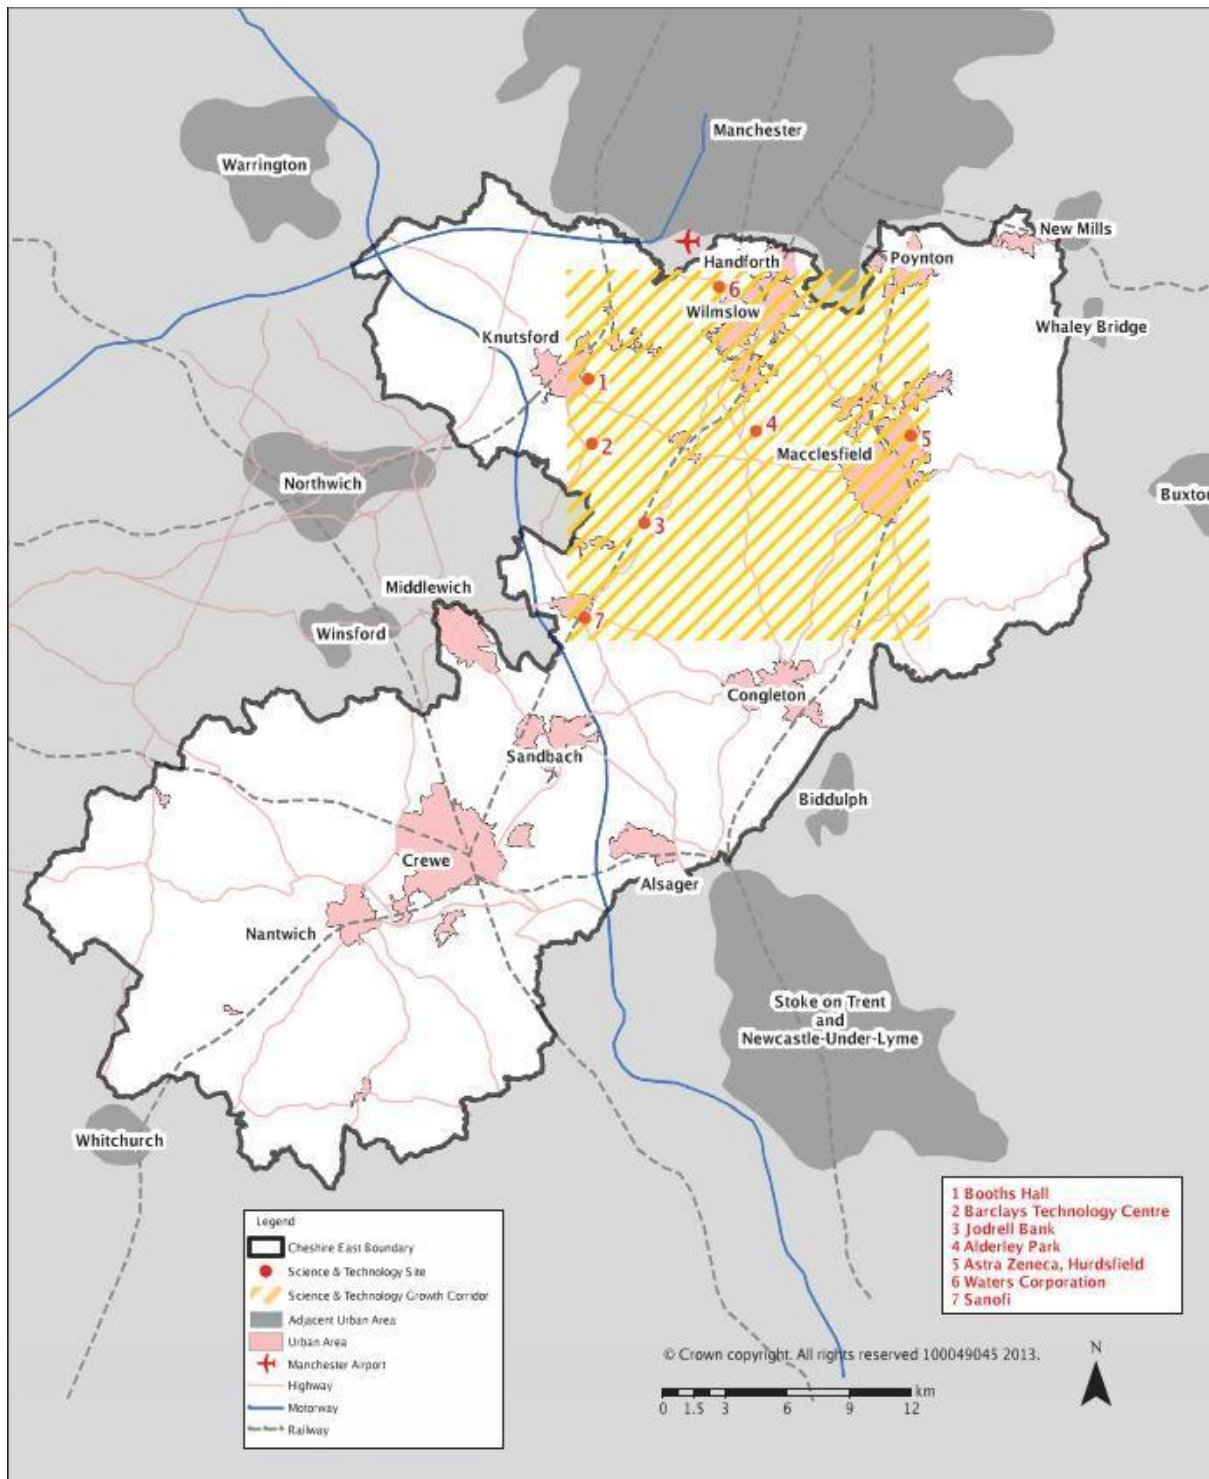 Manchester
Warrington
New Mills
Handforth
Poynton
6
Wilmslow
Whaley Bridge
Knutsford
1
4
5
2
Macclesfield
Northwich
Buxton
3
Middlewich
7
Winsford
Congleton
Sandbach
Biddulph
Crewe
Alsager
Nantwich
Stoke on Trent
and
Newcastle-Under-Lyme
Whitchurch
1 Booths Hall
2 Barclays Technology Centre
3 Jodrell Bank
4 Alderley Park
5 Astra Zeneca, Hurdsfield
6 Waters Corporation
7 Sanofi
Legend
Cheshire East Boundary
Science & Technology Site
Science & Technology Growth Corridor
Adjacent Urban Area
Urban Area
Manchester Airport
Highway
Motorway
Railway
© Crown copyright. All rights reserved 100049045 2013.
N
km
0 1.5 3 6 9 12